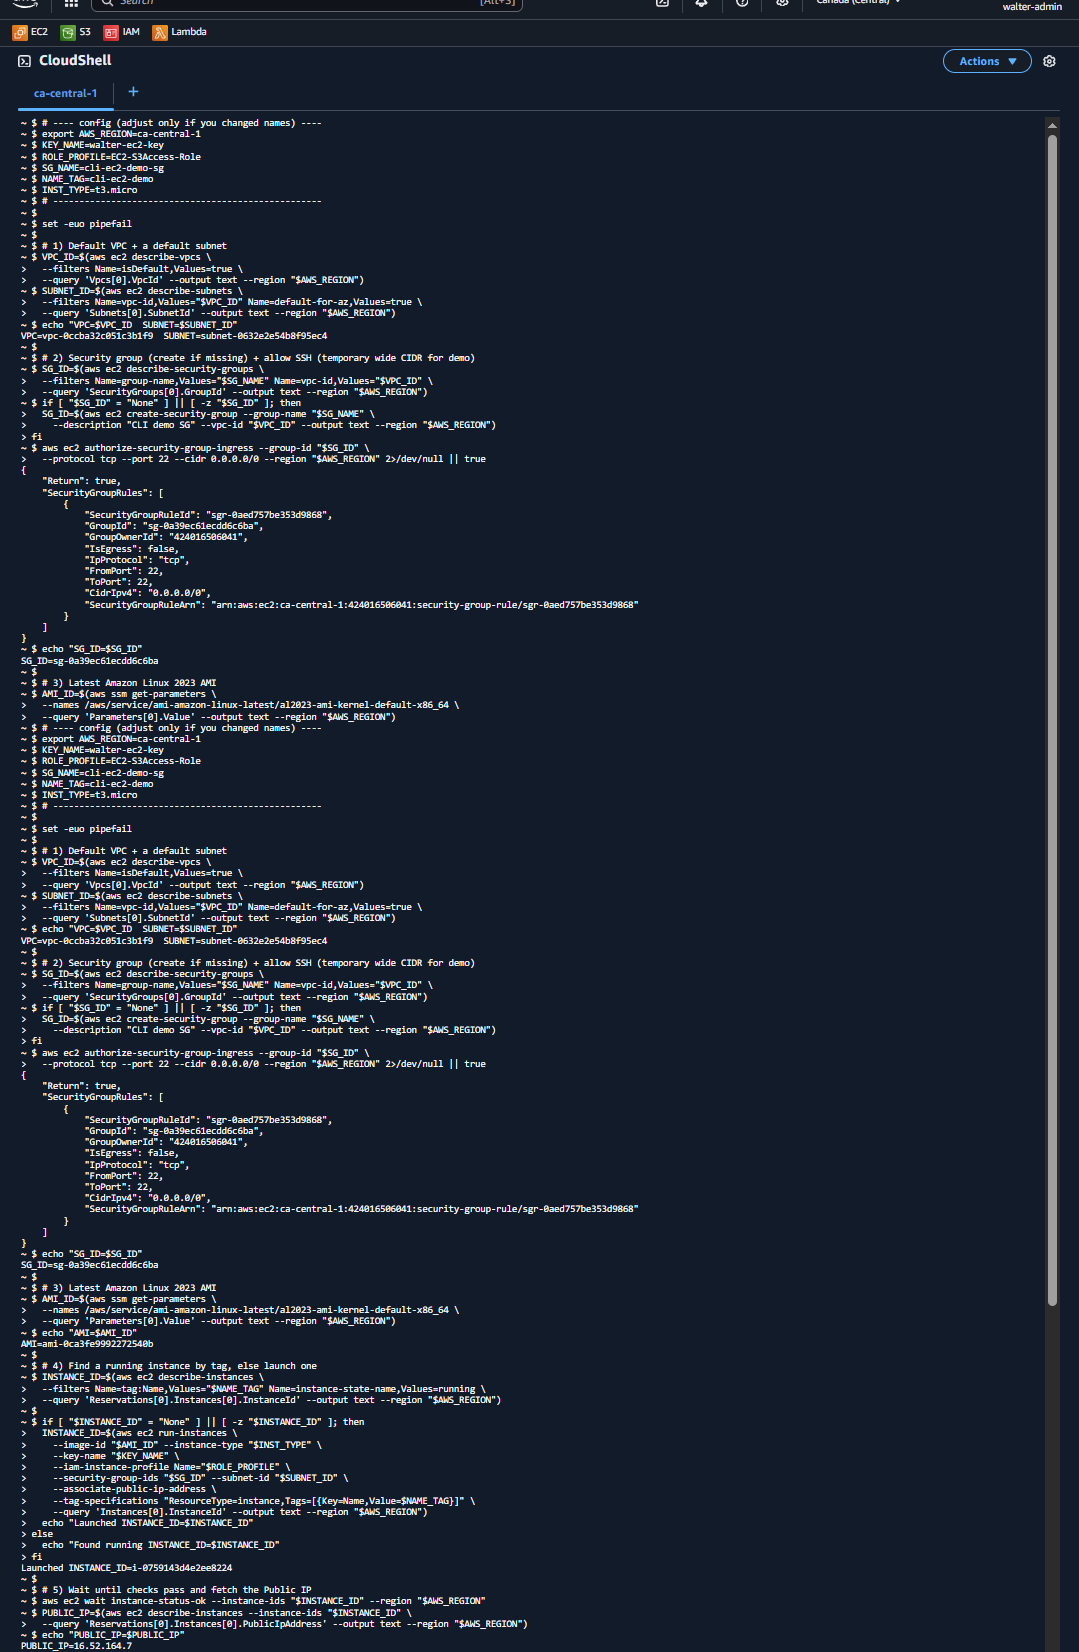 Search [Alt+S] Canada (Central)
walter-admin
EC2 S3 IAM Lambda
CloudShell Actions ▼
ca-central-1 +
~ $ # ---- config (adjust only if you changed names) ----
~ $ export AWS_REGION=ca-central-1
~ $ KEY_NAME=walter-ec2-key
~ $ ROLE_PROFILE=EC2-S3Access-Role
~ $ SG_NAME=cli-ec2-demo-sg
~ $ NAME_TAG=cli-ec2-demo
~ $ INST_TYPE=t3.micro
~ $ # ---------------------------------------------------
~ $
~ $ set -euo pipefail
~ $
~ $ # 1) Default VPC + a default subnet
~ $ VPC_ID=$(aws ec2 describe-vpcs \
>   --filters Name=isDefault,Values=true \
>   --query 'Vpcs[0].VpcId' --output text --region "$AWS_REGION")
~ $ SUBNET_ID=$(aws ec2 describe-subnets \
>   --filters Name=vpc-id,Values="$VPC_ID" Name=default-for-az,Values=true \
>   --query 'Subnets[0].SubnetId' --output text --region "$AWS_REGION")
~ $ echo "VPC=$VPC_ID  SUBNET=$SUBNET_ID"
VPC=vpc-0ccba32c051c3b1f9  SUBNET=subnet-0632e2e54b8f95ec4
~ $
~ $ # 2) Security group (create if missing) + allow SSH (temporary wide CIDR for demo)
~ $ SG_ID=$(aws ec2 describe-security-groups \
>   --filters Name=group-name,Values="$SG_NAME" Name=vpc-id,Values="$VPC_ID" \
>   --query 'SecurityGroups[0].GroupId' --output text --region "$AWS_REGION")
~ $ if [ "$SG_ID" = "None" ] || [ -z "$SG_ID" ]; then
>   SG_ID=$(aws ec2 create-security-group --group-name "$SG_NAME" \
>     --description "CLI demo SG" --vpc-id "$VPC_ID" --output text --region "$AWS_REGION")
> fi
~ $ aws ec2 authorize-security-group-ingress --group-id "$SG_ID" \
>   --protocol tcp --port 22 --cidr 0.0.0.0/0 --region "$AWS_REGION" 2>/dev/null || true
{
    "Return": true,
    "SecurityGroupRules": [
        {
            "SecurityGroupRuleId": "sgr-0aed757be353d9868",
            "GroupId": "sg-0a39ec61ecdd6c6ba",
            "GroupOwnerId": "424016506041",
            "IsEgress": false,
            "IpProtocol": "tcp",
            "FromPort": 22,
            "ToPort": 22,
            "CidrIpv4": "0.0.0.0/0",
            "SecurityGroupRuleArn": "arn:aws:ec2:ca-central-1:424016506041:security-group-rule/sgr-0aed757be353d9868"
        }
    ]
}
~ $ echo "SG_ID=$SG_ID"
SG_ID=sg-0a39ec61ecdd6c6ba
~ $
~ $ # 3) Latest Amazon Linux 2023 AMI
~ $ AMI_ID=$(aws ssm get-parameters \
>   --names /aws/service/ami-amazon-linux-latest/al2023-ami-kernel-default-x86_64 \
>   --query 'Parameters[0].Value' --output text --region "$AWS_REGION")
~ $ # ---- config (adjust only if you changed names) ----
~ $ export AWS_REGION=ca-central-1
~ $ KEY_NAME=walter-ec2-key
~ $ ROLE_PROFILE=EC2-S3Access-Role
~ $ SG_NAME=cli-ec2-demo-sg
~ $ NAME_TAG=cli-ec2-demo
~ $ INST_TYPE=t3.micro
~ $ # ---------------------------------------------------
~ $
~ $ set -euo pipefail
~ $
~ $ # 1) Default VPC + a default subnet
~ $ VPC_ID=$(aws ec2 describe-vpcs \
>   --filters Name=isDefault,Values=true \
>   --query 'Vpcs[0].VpcId' --output text --region "$AWS_REGION")
~ $ SUBNET_ID=$(aws ec2 describe-subnets \
>   --filters Name=vpc-id,Values="$VPC_ID" Name=default-for-az,Values=true \
>   --query 'Subnets[0].SubnetId' --output text --region "$AWS_REGION")
~ $ echo "VPC=$VPC_ID  SUBNET=$SUBNET_ID"
VPC=vpc-0ccba32c051c3b1f9  SUBNET=subnet-0632e2e54b8f95ec4
~ $
~ $ # 2) Security group (create if missing) + allow SSH (temporary wide CIDR for demo)
~ $ SG_ID=$(aws ec2 describe-security-groups \
>   --filters Name=group-name,Values="$SG_NAME" Name=vpc-id,Values="$VPC_ID" \
>   --query 'SecurityGroups[0].GroupId' --output text --region "$AWS_REGION")
~ $ if [ "$SG_ID" = "None" ] || [ -z "$SG_ID" ]; then
>   SG_ID=$(aws ec2 create-security-group --group-name "$SG_NAME" \
>     --description "CLI demo SG" --vpc-id "$VPC_ID" --output text --region "$AWS_REGION")
> fi
~ $ aws ec2 authorize-security-group-ingress --group-id "$SG_ID" \
>   --protocol tcp --port 22 --cidr 0.0.0.0/0 --region "$AWS_REGION" 2>/dev/null || true
{
    "Return": true,
    "SecurityGroupRules": [
        {
            "SecurityGroupRuleId": "sgr-0aed757be353d9868",
            "GroupId": "sg-0a39ec61ecdd6c6ba",
            "GroupOwnerId": "424016506041",
            "IsEgress": false,
            "IpProtocol": "tcp",
            "FromPort": 22,
            "ToPort": 22,
            "CidrIpv4": "0.0.0.0/0",
            "SecurityGroupRuleArn": "arn:aws:ec2:ca-central-1:424016506041:security-group-rule/sgr-0aed757be353d9868"
        }
    ]
}
~ $ echo "SG_ID=$SG_ID"
SG_ID=sg-0a39ec61ecdd6c6ba
~ $
~ $ # 3) Latest Amazon Linux 2023 AMI
~ $ AMI_ID=$(aws ssm get-parameters \
>   --names /aws/service/ami-amazon-linux-latest/al2023-ami-kernel-default-x86_64 \
>   --query 'Parameters[0].Value' --output text --region "$AWS_REGION")
~ $ echo "AMI=$AMI_ID"
AMI=ami-0ca3fe9992272540b
~ $
~ $ # 4) Find a running instance by tag, else launch one
~ $ INSTANCE_ID=$(aws ec2 describe-instances \
>   --filters Name=tag:Name,Values="$NAME_TAG" Name=instance-state-name,Values=running \
>   --query 'Reservations[0].Instances[0].InstanceId' --output text --region "$AWS_REGION")
~ $
~ $ if [ "$INSTANCE_ID" = "None" ] || [ -z "$INSTANCE_ID" ]; then
>   INSTANCE_ID=$(aws ec2 run-instances \
>     --image-id "$AMI_ID" --instance-type "$INST_TYPE" \
>     --key-name "$KEY_NAME" \
>     --iam-instance-profile Name="$ROLE_PROFILE" \
>     --security-group-ids "$SG_ID" --subnet-id "$SUBNET_ID" \
>     --associate-public-ip-address \
>     --tag-specifications "ResourceType=instance,Tags=[{Key=Name,Value=$NAME_TAG}]" \
>     --query 'Instances[0].InstanceId' --output text --region "$AWS_REGION")
>   echo "Launched INSTANCE_ID=$INSTANCE_ID"
> else
>   echo "Found running INSTANCE_ID=$INSTANCE_ID"
> fi
Launched INSTANCE_ID=i-0759143d4e2ee8224
~ $
~ $ # 5) Wait until checks pass and fetch the Public IP
~ $ aws ec2 wait instance-status-ok --instance-ids "$INSTANCE_ID" --region "$AWS_REGION"
~ $ PUBLIC_IP=$(aws ec2 describe-instances --instance-ids "$INSTANCE_ID" \
>   --query 'Reservations[0].Instances[0].PublicIpAddress' --output text --region "$AWS_REGION")
~ $ echo "PUBLIC_IP=$PUBLIC_IP"
PUBLIC_IP=16.52.164.7